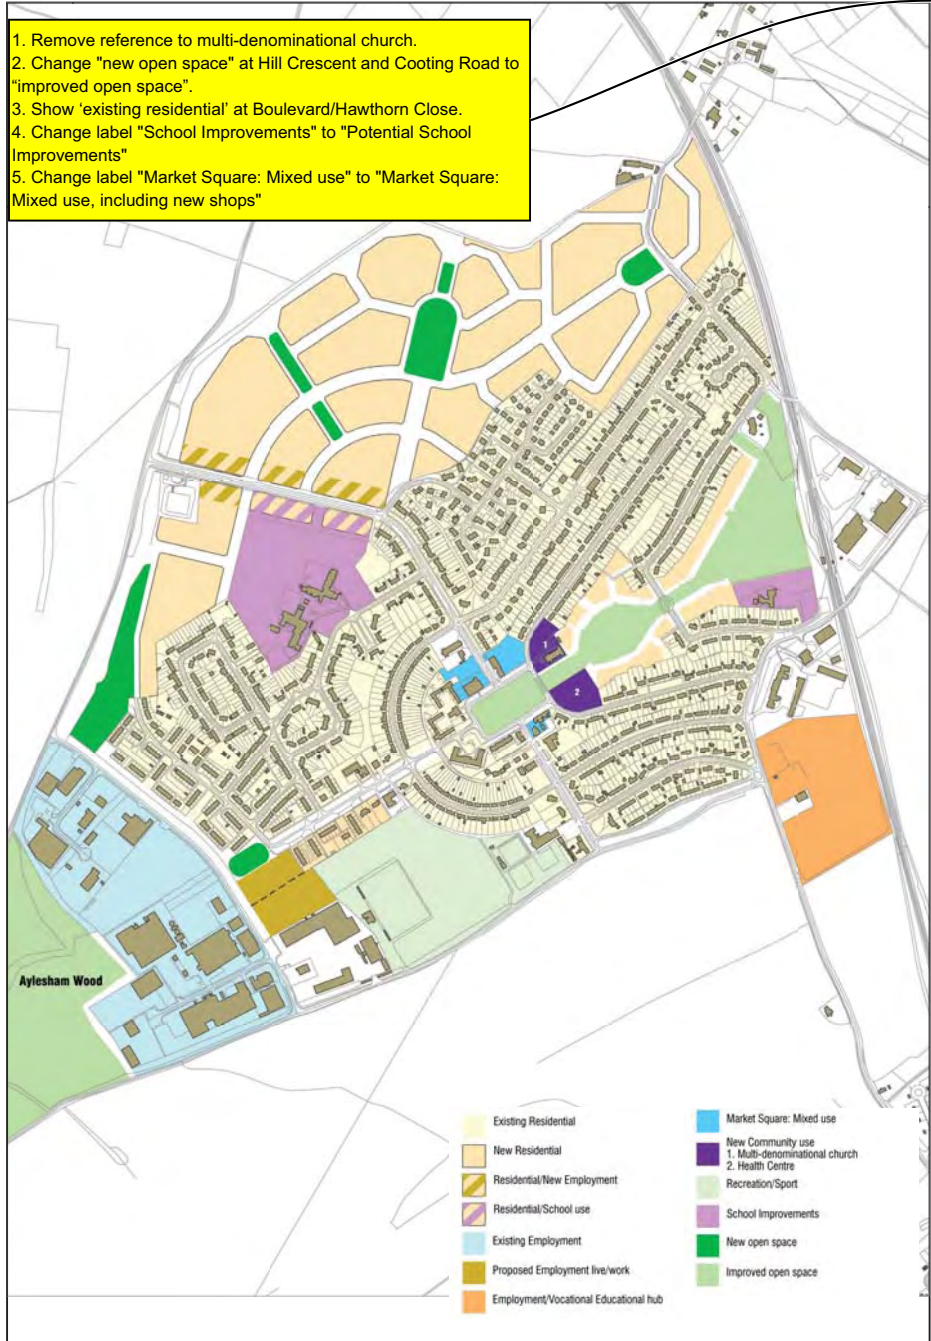 1. Remove reference to multi-denominational church.
2. Change "new open space" at Hill Crescent and Cooting Road to
“improved open space”.
3. Show ‘existing residential’ at Boulevard/Hawthorn Close.
4. Change label "School Improvements" to "Potential School
Improvements"
5. Change label "Market Square: Mixed use" to "Market Square:
Mixed use, including new shops"
1
2
Aylesham Wood
Existing Residential
New Residential
Residential/New Employment
Residential/School use
Existing Employment
Proposed Employment live/work
Employment/Vocational Educational hub
Market Square: Mixed use
New Community use
1. Multi-denominational church
2. Health Centre
Recreation/Sport
School Improvements
New open space
Improved open space